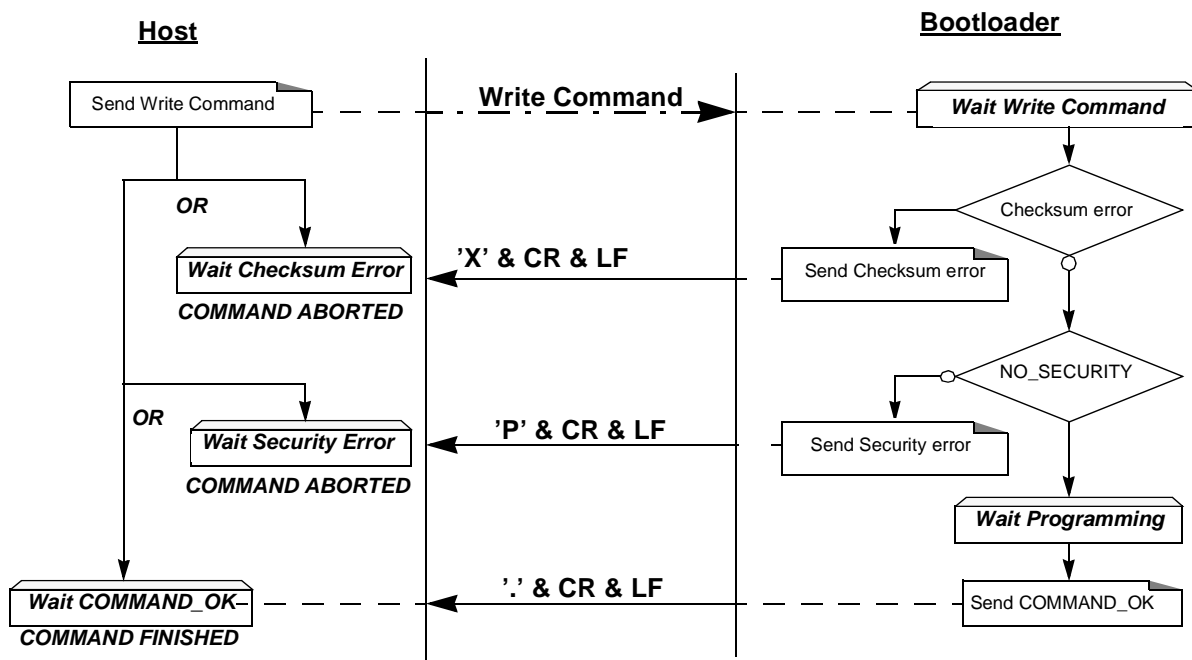 Host
Bootloader
Send Write Command
Write Command
Wait Write Command
OR
Checksum error
Wait Checksum Error
'X' & CR & LF
Send Checksum error
COMMAND ABORTED
NO_SECURITY
OR
Wait Security Error
'P' & CR & LF
Send Security error
COMMAND ABORTED
Wait Programming
Wait COMMAND_OK
'.' & CR & LF
Send COMMAND_OK
COMMAND FINISHED